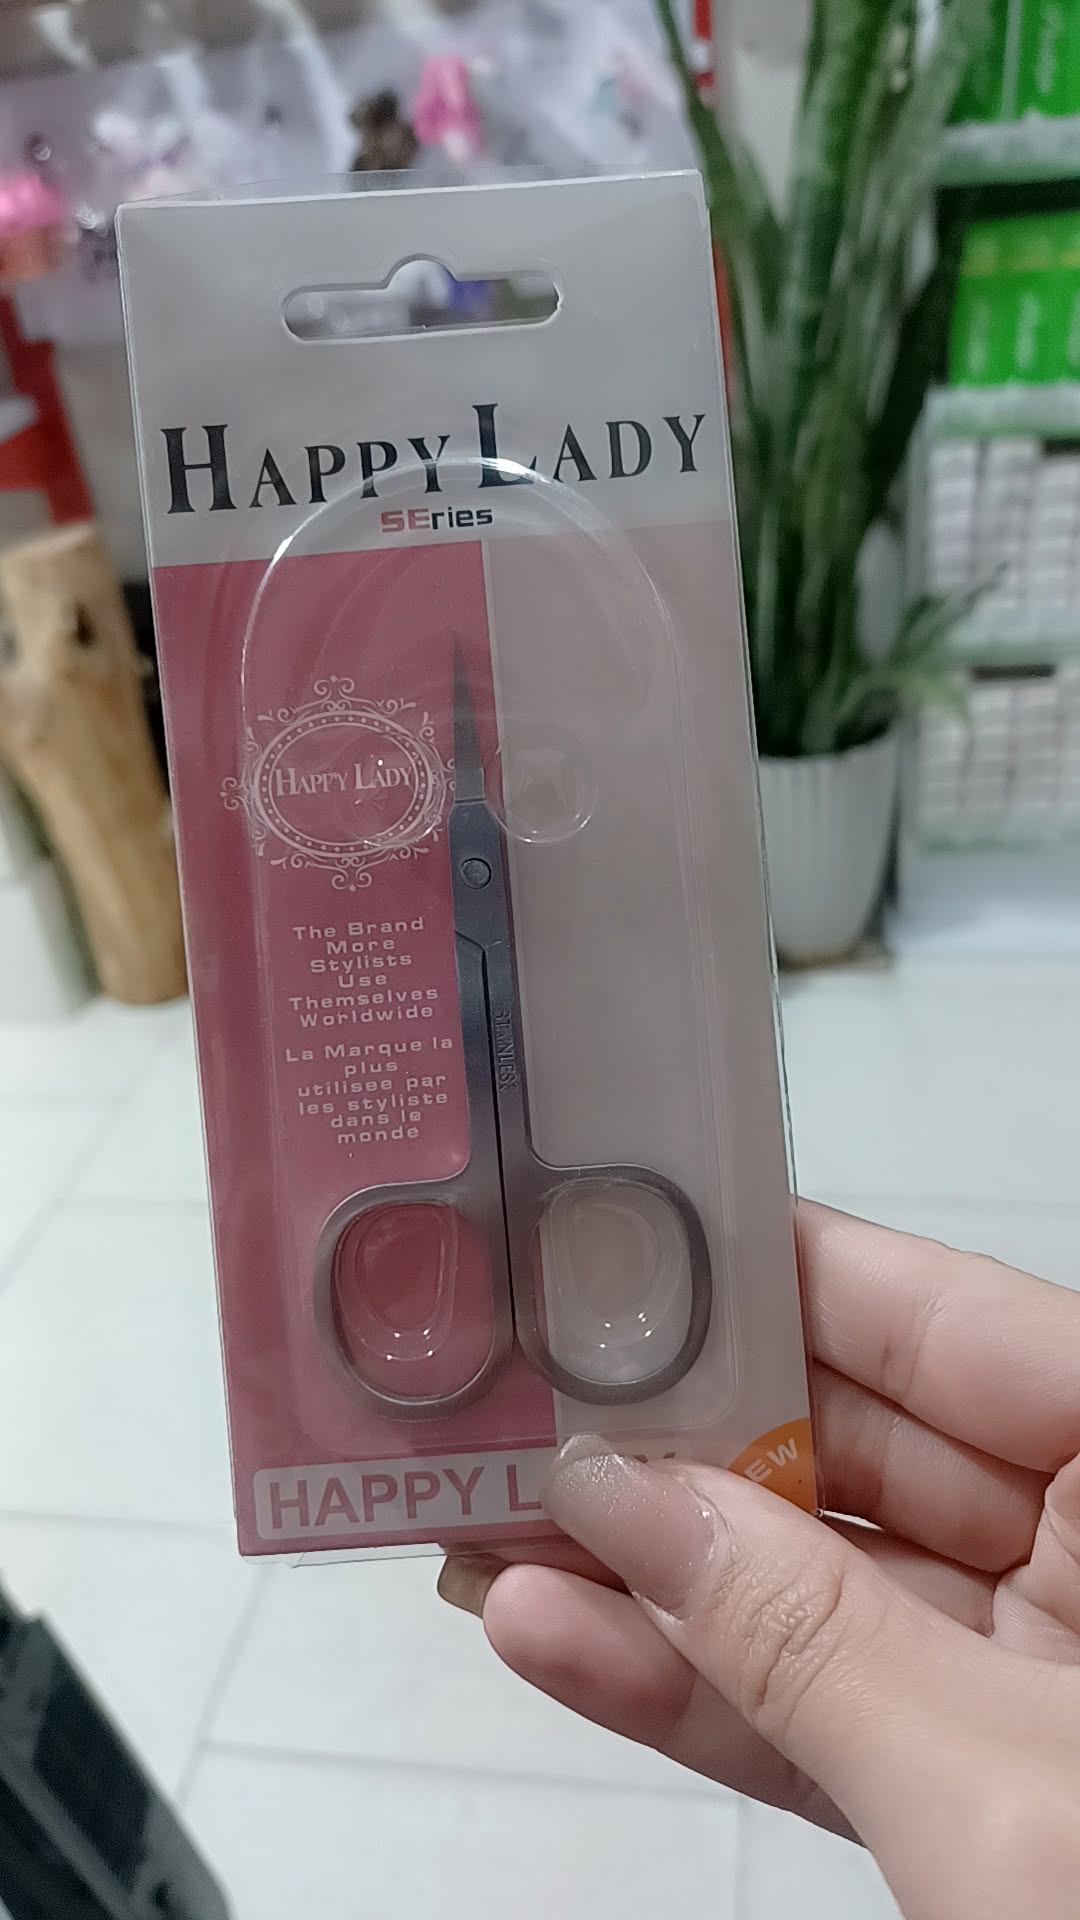 HAPPY LADY
SEries
HAPPY LADY
The Brand
More
Stylists
Use
Themselves
Worldwide
La Marque la
plus
utilisee par
les styliste
dans le
monde
STAINLESS
HAPPY